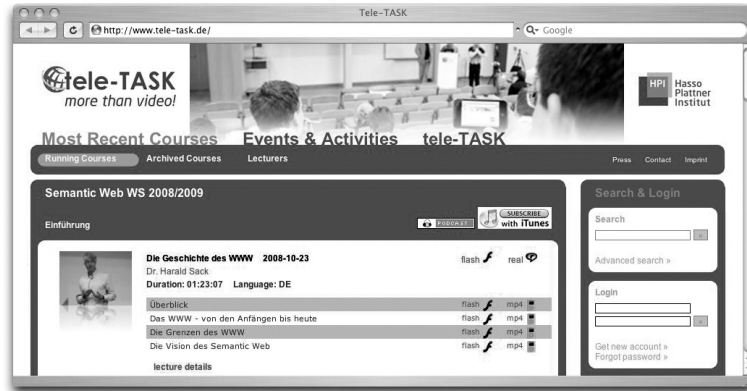 Tele-TASK
http://www.tele-task.de/
Google
tele-TASK
more than video!
HPI
Hasso
Plattner
Institut
Most Recent Courses Events & Activities tele-TASK
Running Courses Archived Courses Lecturers
Press Contact Imprint
Semantic Web WS 2008/2009
Einführung
PODCAST
SUBSCRIBE
with iTunes
Die Geschichte des WWW 2008-10-23
flash real
Dr. Harald Sack
Duration: 01:23:07 Language: DE
Überblick flash mp4
Das WWW - von den Anfängen bis heute flash mp4
Die Grenzen des WWW flash mp4
Die Vision des Semantic Web flash mp4
lecture details
Search & Login
Search
»
Advanced search »
Login
»
Get new account »
Forgot password »